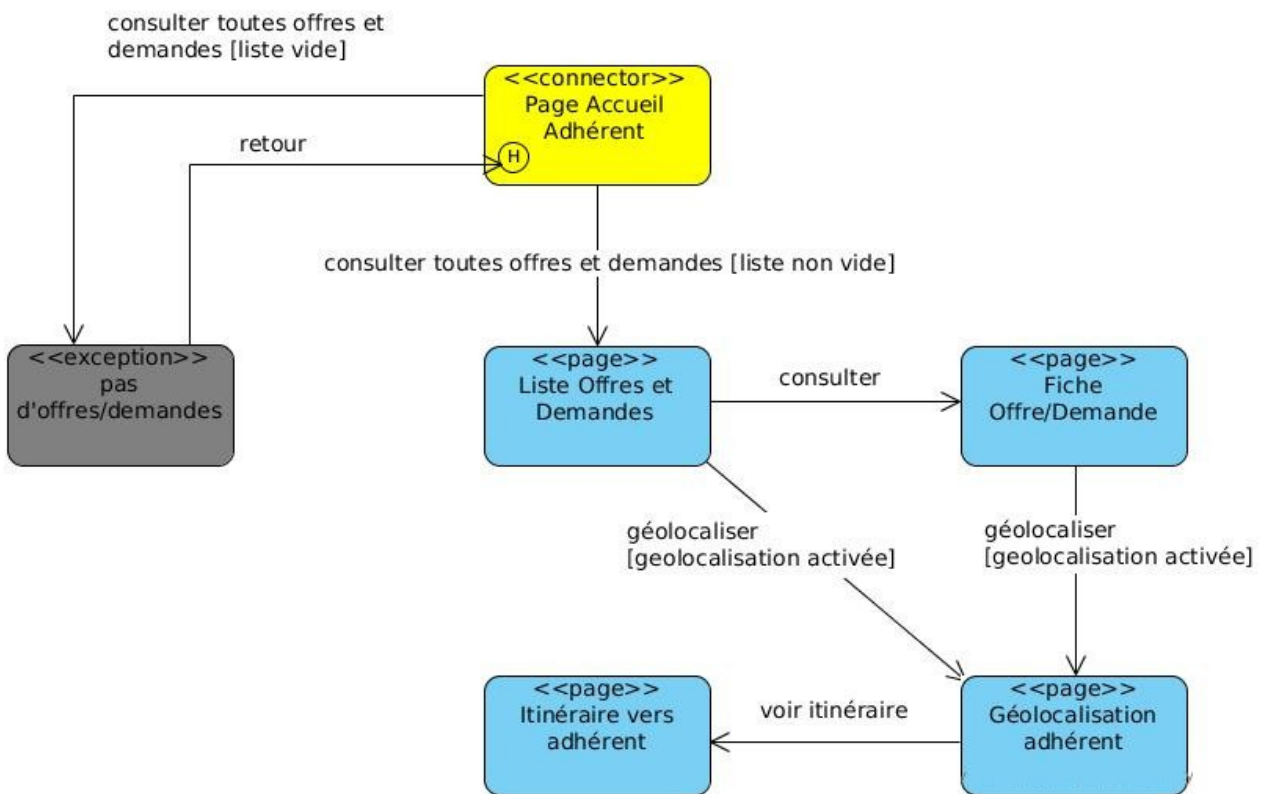 consulter toutes offres et
demandes [liste vide]
<<connector>>
Page Accueil
Adhérent
H
retour
consulter toutes offres et demandes [liste non vide]
<<exception>>
pas
d'offres/demandes
<<page>>
Liste Offres et
Demandes
consulter
<<page>>
Fiche
Offre/Demande
géolocaliser
[geolocalisation activée]
géolocaliser
[geolocalisation activée]
<<page>>
Itinéraire vers
adhérent
voir itinéraire
<<page>>
Géolocalisation
adhérent